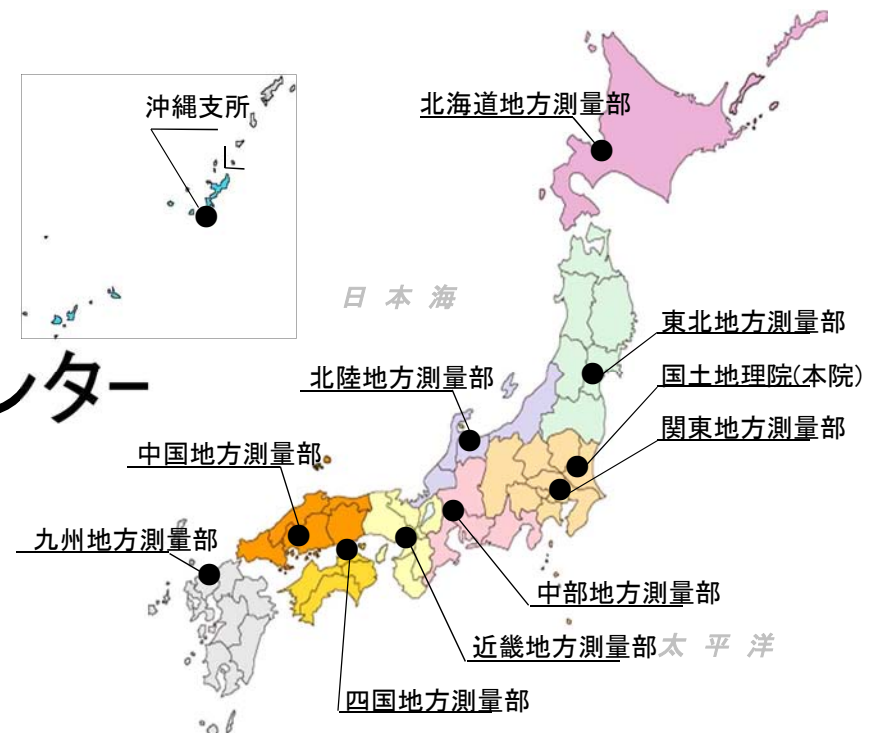 沖縄支所
北海道地方測量部
日本海
東北地方測量部
北陸地方測量部
国土地理院(本院)
ンター
関東地方測量部
中国地方測量部
九州地方測量部
中部地方測量部
近畿地方測量部
太平洋
四国地方測量部